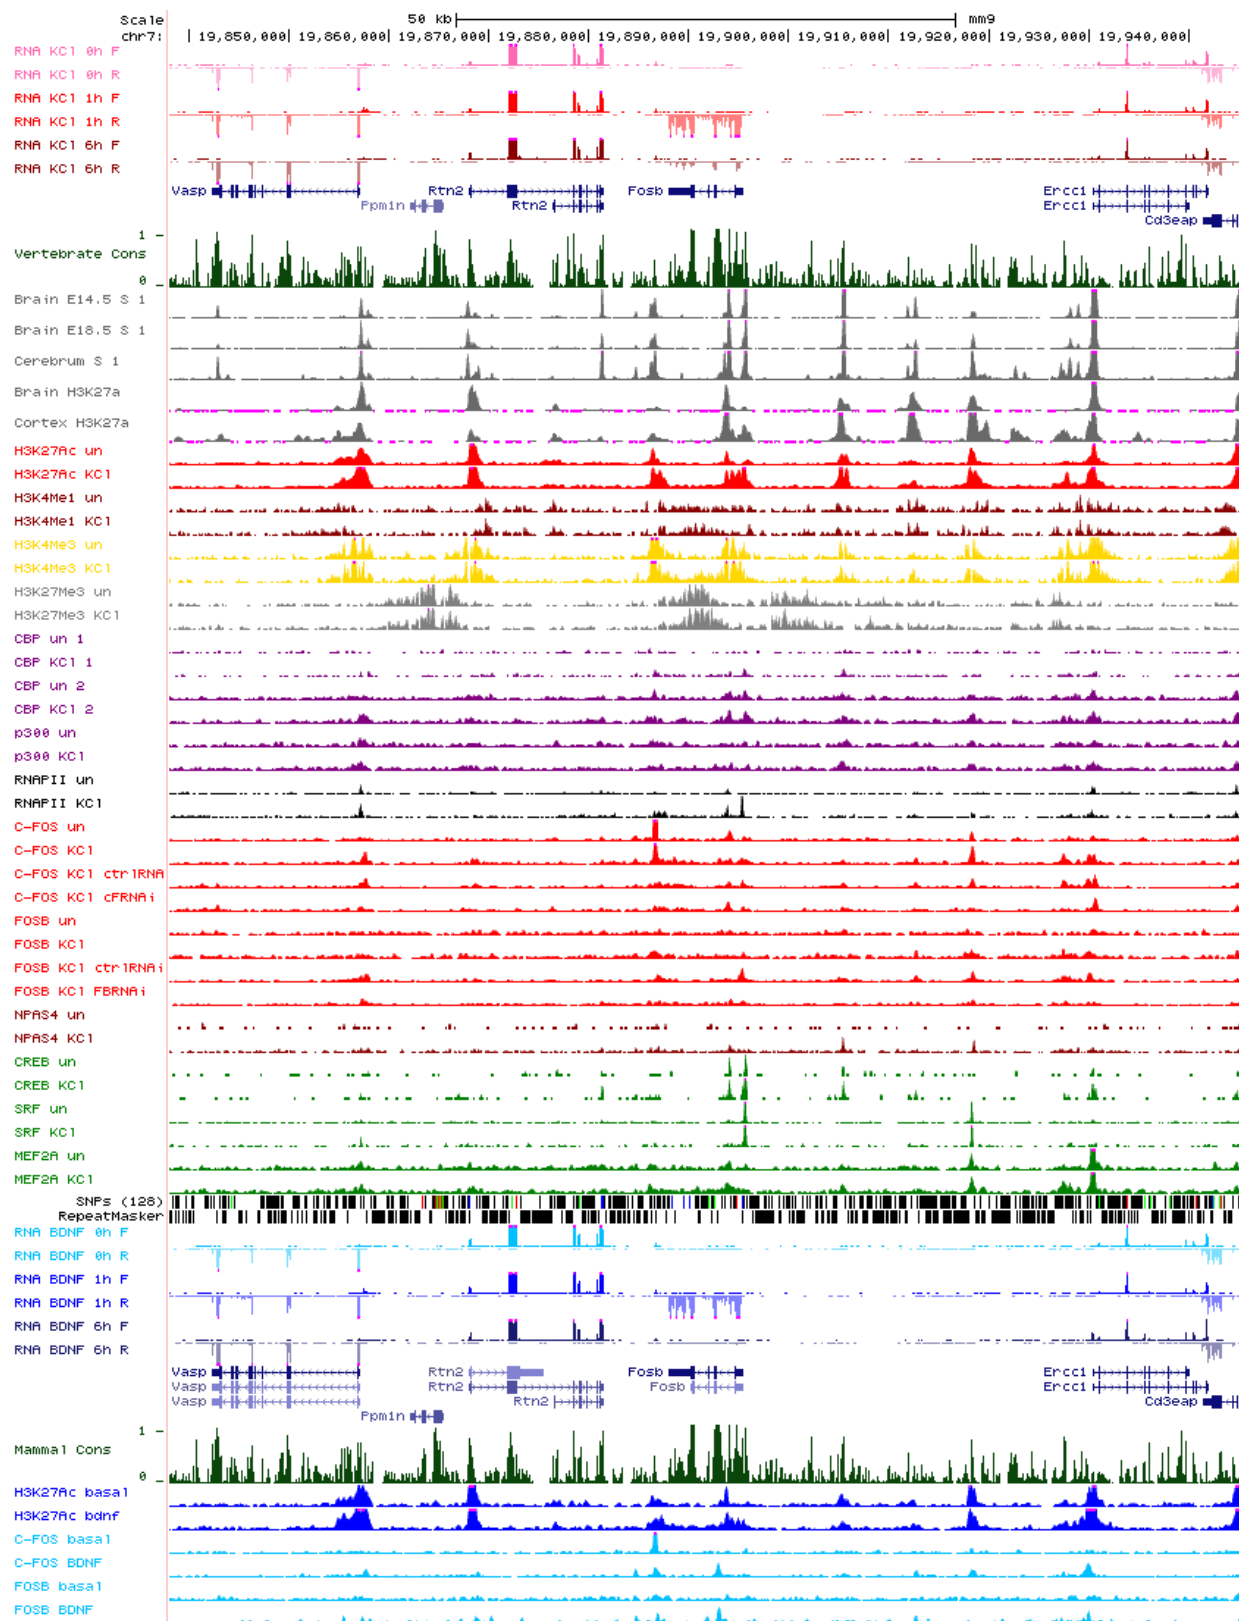 Scale 50 kb mm9
chr7: 19,850,000 19,860,000 19,870,000 19,880,000 19,890,000 19,900,000 19,910,000 19,920,000 19,930,000 19,940,000
RNA KCl 0h F
RNA KCl 0h R
RNA KCl 1h F
RNA KCl 1h R
RNA KCl 6h F
RNA KCl 6h R
Vasp Rtn2 Fosb Ercc1
Ppm1n Rtn2 Ercc1
Cd3eap
1
Vertebrate Cons
0
Brain E14.5 S 1
Brain E18.5 S 1
Cerebrum S 1
Brain H3K27a
Cortex H3K27a
H3K27Ac un
H3K27Ac KCl
H3K4Me1 un
H3K4Me1 KCl
H3K4Me3 un
H3K4Me3 KCl
H3K27Me3 un
H3K27Me3 KCl
CBP un 1
CBP KCl 1
CBP un 2
CBP KCl 2
p300 un
p300 KCl
RNAPII un
RNAPII KCl
C-FOS un
C-FOS KCl
C-FOS KCl ctrlRNA
C-FOS KCl cFRNAi
FOSB un
FOSB KCl
FOSB KCl ctrlRNAi
FOSB KCl FBRNAi
NPAS4 un
NPAS4 KCl
CREB un
CREB KCl
SRF un
SRF KCl
MEF2A un
MEF2A KCl
SNPs (128)
RepeatMasker
RNA BDNF 0h F
RNA BDNF 0h R
RNA BDNF 1h F
RNA BDNF 1h R
RNA BDNF 6h F
RNA BDNF 6h R
Vasp Rtn2 Fosb Ercc1
Vasp Rtn2 Fosb Ercc1
Vasp Rtn2 Cd3eap
Ppm1n
1
Mammal Cons
0
H3K27Ac basal
H3K27Ac bdnf
C-FOS basal
C-FOS BDNF
FOSB basal
FOSB BDNF